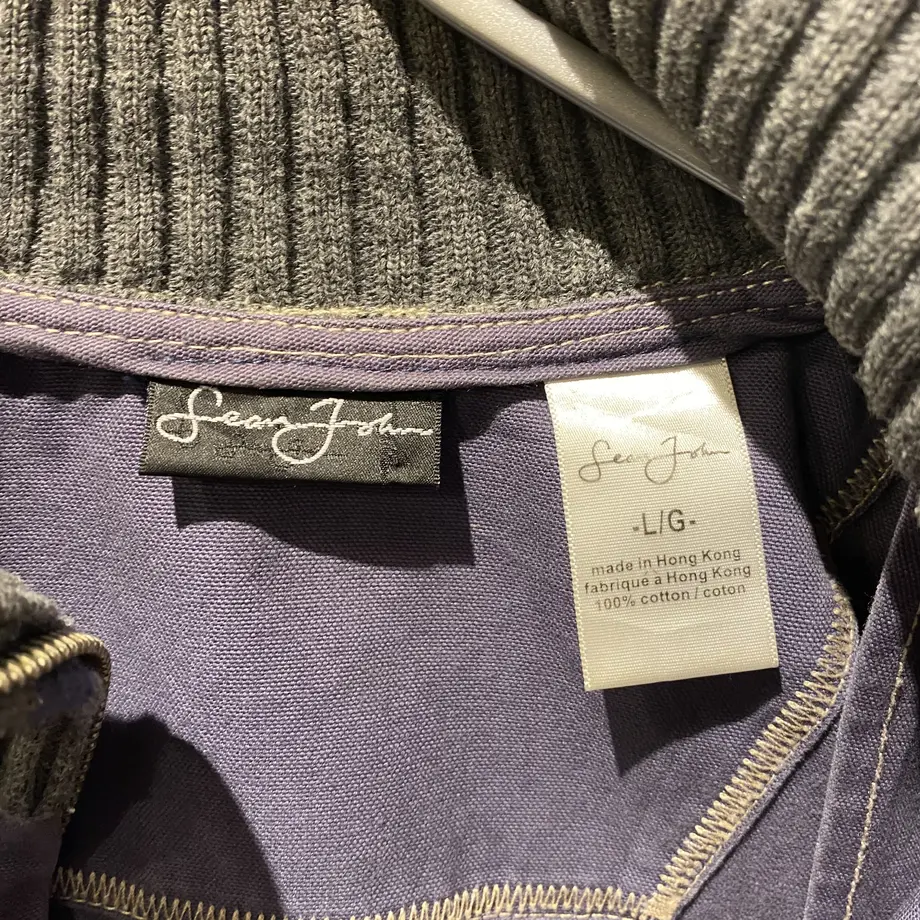 Sean John
Sean John
-L/G-
made in Hong Kong
fabrique a Hong Kong
100% cotton / coton